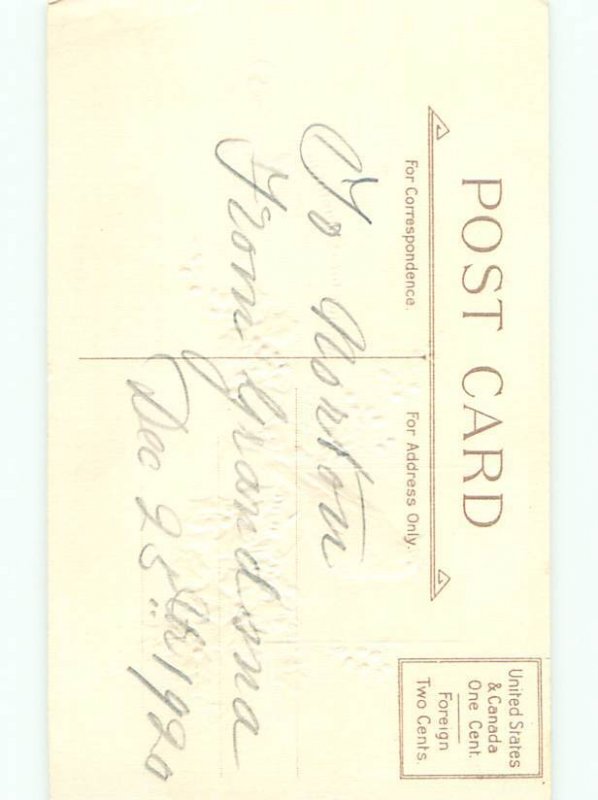 POST CARD
For Correspondence.
For Address Only.
United States
& Canada
One Cent.
Foreign
Two Cents.
To Norton
From Grandma
Dec 25th 1920